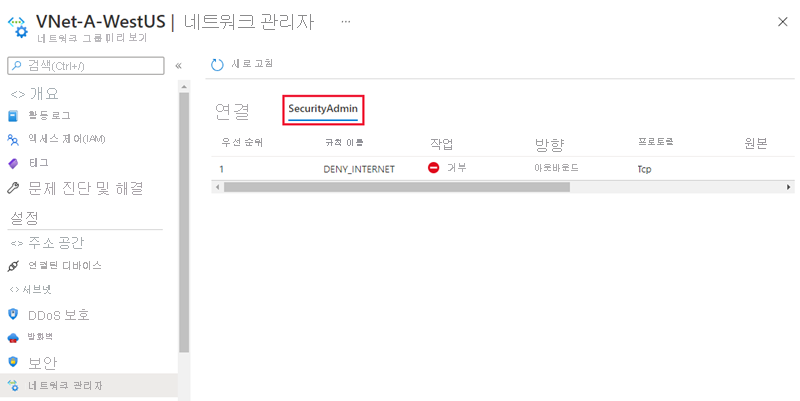 VNet-A-WestUS | 네트워크 관리자 ...
네트워크 그룹미리 보기
검색(Ctrl+/)
«
새로 고침
<> 개요
활동 로그
액세스 제어(IAM)
태그
문제 진단 및 해결
설정
<> 주소 공간
연결된 디바이스
<> 서브넷
DDoS 보호
방화벽
보안
네트워크 관리자
연결 SecurityAdmin
우선 순위 규칙 이름 작업 방향 프로토콜 원본
1 DENY_INTERNET 거부 아웃바운드 Tcp